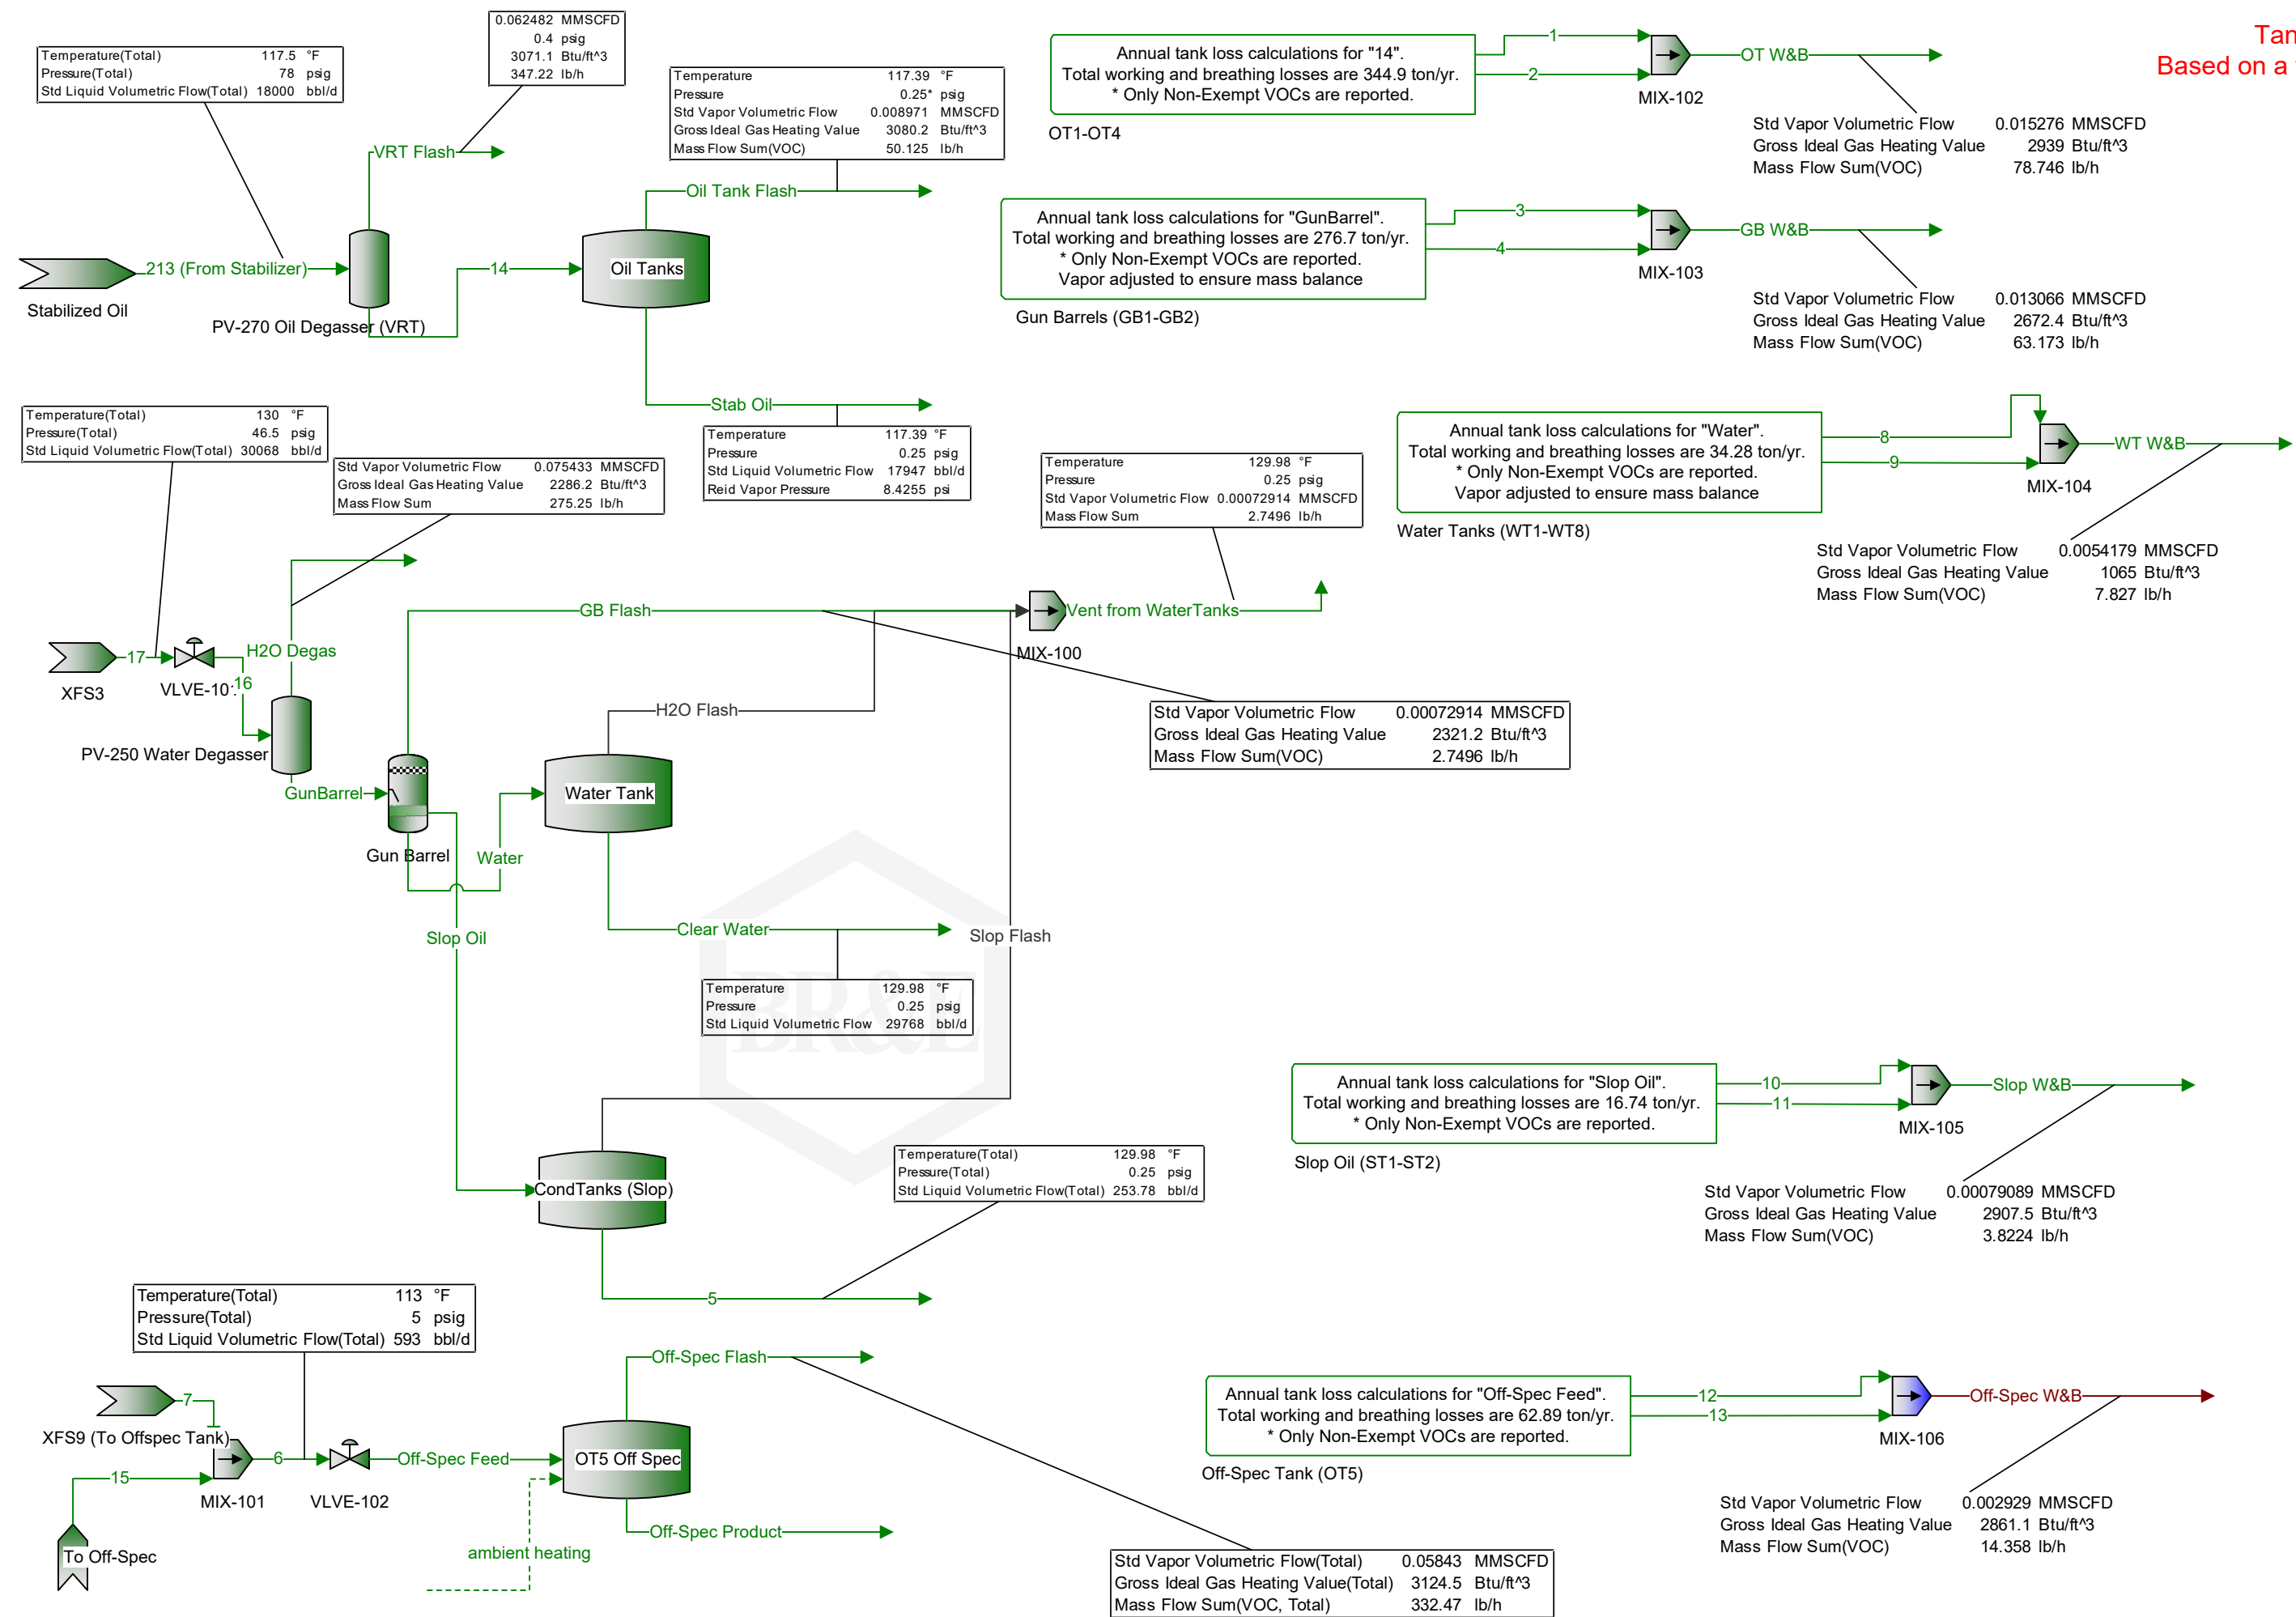 0.062482 MMSCFD
0.4 psig
3071.1 Btu/ft^3
347.22 lb/h
Temperature(Total) 117.5 °F
Pressure(Total) 78 psig
Std Liquid Volumetric Flow(Total) 18000 bbl/d
Temperature 117.39 °F
Pressure 0.25* psig
Std Vapor Volumetric Flow 0.008971 MMSCFD
Gross Ideal Gas Heating Value 3080.2 Btu/ft^3
Mass Flow Sum(VOC) 50.125 lb/h
VRT Flash
Oil Tank Flash
213 (From Stabilizer)
14
Oil Tanks
Stabilized Oil
PV-270 Oil Degasser (VRT)
Stab Oil
Temperature 117.39 °F
Pressure 0.25 psig
Std Liquid Volumetric Flow 17947 bbl/d
Reid Vapor Pressure 8.4255 psi
Annual tank loss calculations for "14".
Total working and breathing losses are 344.9 ton/yr.
* Only Non-Exempt VOCs are reported.
OT1-OT4
1
2
MIX-102
OT W&B
Std Vapor Volumetric Flow 0.015276 MMSCFD
Gross Ideal Gas Heating Value 2939 Btu/ft^3
Mass Flow Sum(VOC) 78.746 lb/h
Based on a
Annual tank loss calculations for "GunBarrel".
Total working and breathing losses are 276.7 ton/yr.
* Only Non-Exempt VOCs are reported.
Vapor adjusted to ensure mass balance
Gun Barrels (GB1-GB2)
3
4
MIX-103
GB W&B
Std Vapor Volumetric Flow 0.013066 MMSCFD
Gross Ideal Gas Heating Value 2672.4 Btu/ft^3
Mass Flow Sum(VOC) 63.173 lb/h
Temperature(Total) 130 °F
Pressure(Total) 46.5 psig
Std Liquid Volumetric Flow(Total) 30068 bbl/d
Std Vapor Volumetric Flow 0.075433 MMSCFD
Gross Ideal Gas Heating Value 2286.2 Btu/ft^3
Mass Flow Sum 275.25 lb/h
Temperature 129.98 °F
Pressure 0.25 psig
Std Vapor Volumetric Flow 0.00072914 MMSCFD
Mass Flow Sum 2.7496 lb/h
Annual tank loss calculations for "Water".
Total working and breathing losses are 34.28 ton/yr.
* Only Non-Exempt VOCs are reported.
Vapor adjusted to ensure mass balance
Water Tanks (WT1-WT8)
8
9
MIX-104
WT W&B
Std Vapor Volumetric Flow 0.0054179 MMSCFD
Gross Ideal Gas Heating Value 1065 Btu/ft^3
Mass Flow Sum(VOC) 7.827 lb/h
GB Flash
Vent from WaterTanks
MIX-100
17
XFS3
H2O Degas
16
PV-250 Water Degasser
H2O Flash
Std Vapor Volumetric Flow 0.00072914 MMSCFD
Gross Ideal Gas Heating Value 2321.2 Btu/ft^3
Mass Flow Sum(VOC) 2.7496 lb/h
GunBarrel
Water Tank
Gun Barrel
Water
Slop Oil
Clear Water
Slop Flash
BR&E
Temperature 129.98 °F
Pressure 0.25 psig
Std Liquid Volumetric Flow 29768 bbl/d
Annual tank loss calculations for "Slop Oil".
Total working and breathing losses are 16.74 ton/yr.
* Only Non-Exempt VOCs are reported.
Slop Oil (ST1-ST2)
10
11
MIX-105
Slop W&B
Std Vapor Volumetric Flow 0.00079089 MMSCFD
Gross Ideal Gas Heating Value 2907.5 Btu/ft^3
Mass Flow Sum(VOC) 3.8224 lb/h
CondTanks (Slop)
Temperature(Total) 129.98 °F
Pressure(Total) 0.25 psig
Std Liquid Volumetric Flow(Total) 253.78 bbl/d
5
Temperature(Total) 113 °F
Pressure(Total) 5 psig
Std Liquid Volumetric Flow(Total) 593 bbl/d
Off-Spec Flash
7
XFS9 (To Offspec Tank)
6
Off-Spec Feed
OT5 Off Spec
15
MIX-101
VLVE-102
Off-Spec Product
To Off-Spec
ambient heating
Annual tank loss calculations for "Off-Spec Feed".
Total working and breathing losses are 62.89 ton/yr.
* Only Non-Exempt VOCs are reported.
Off-Spec Tank (OT5)
12
13
MIX-106
Off-Spec W&B
Std Vapor Volumetric Flow 0.002929 MMSCFD
Gross Ideal Gas Heating Value 2861.1 Btu/ft^3
Mass Flow Sum(VOC) 14.358 lb/h
Std Vapor Volumetric Flow(Total) 0.05843 MMSCFD
Gross Ideal Gas Heating Value(Total) 3124.5 Btu/ft^3
Mass Flow Sum(VOC, Total) 332.47 lb/h